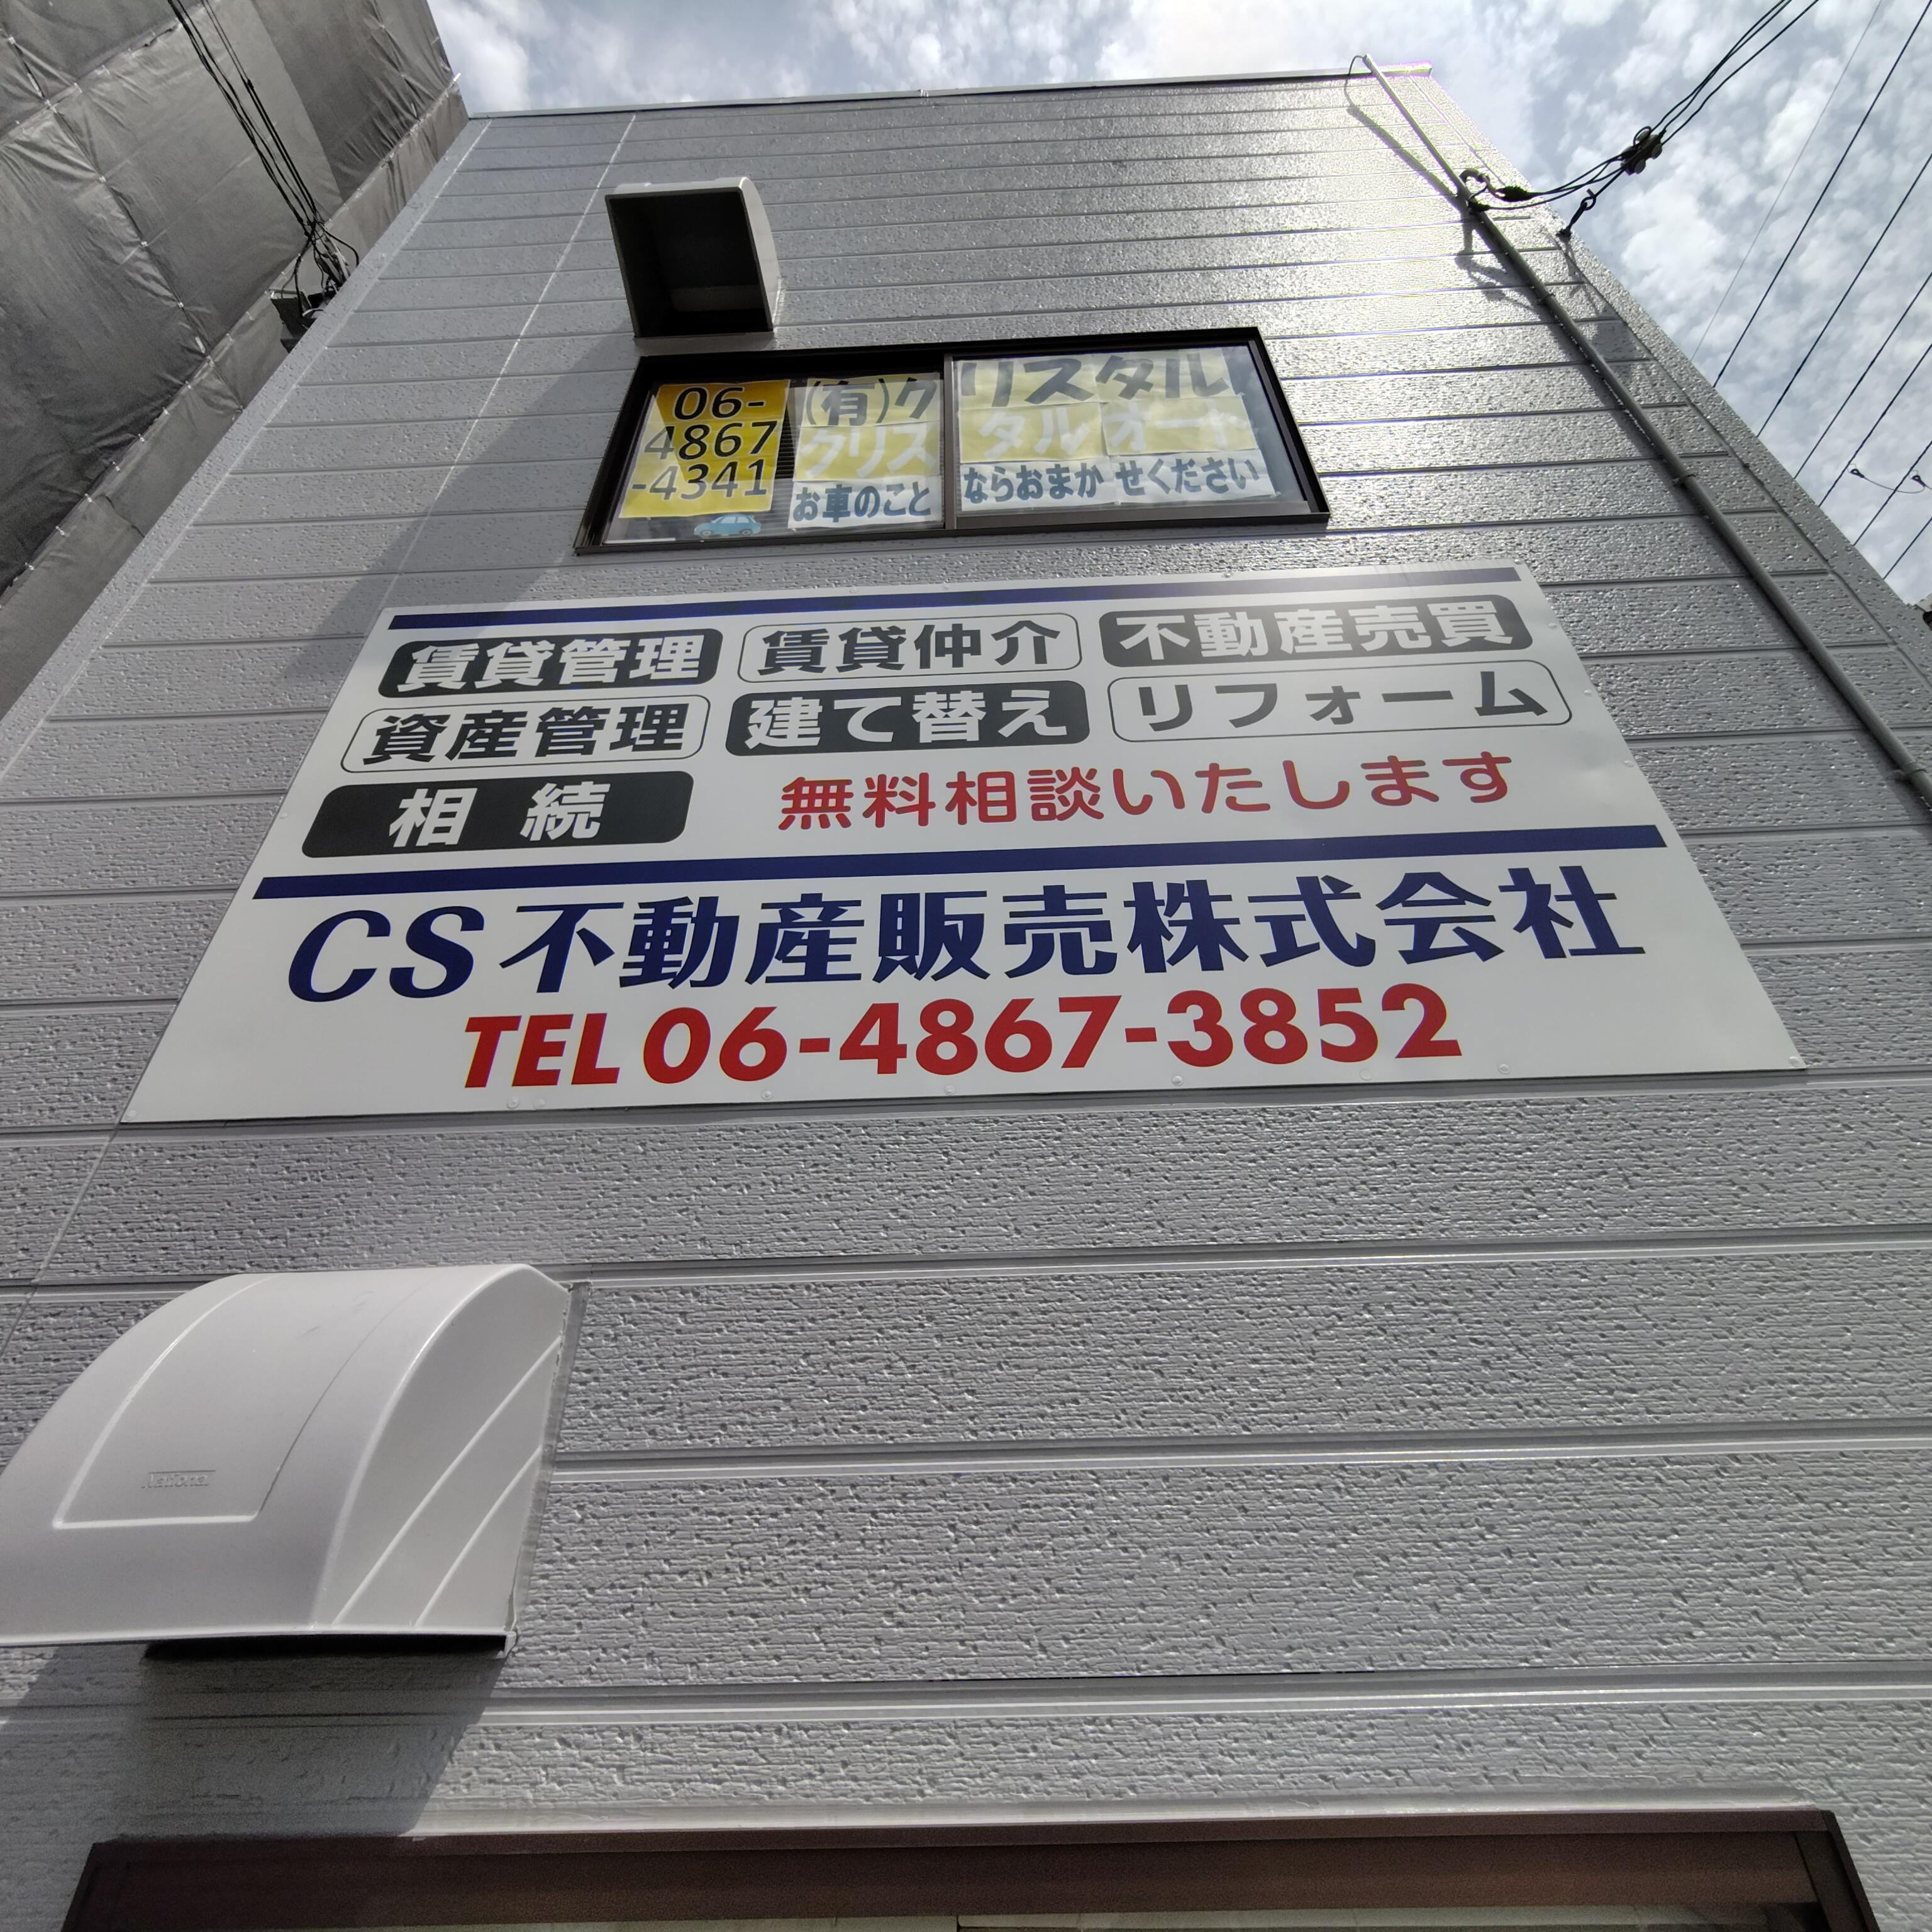 06-
4867
-4341
(有)クリスタル
クリスタルオート
お車のことならおまかせください
賃貸管理 賃貸仲介 不動産売買
資産管理 建て替え リフォーム
相続 無料相談いたします
CS不動産販売株式会社
TEL06-4867-3852
National